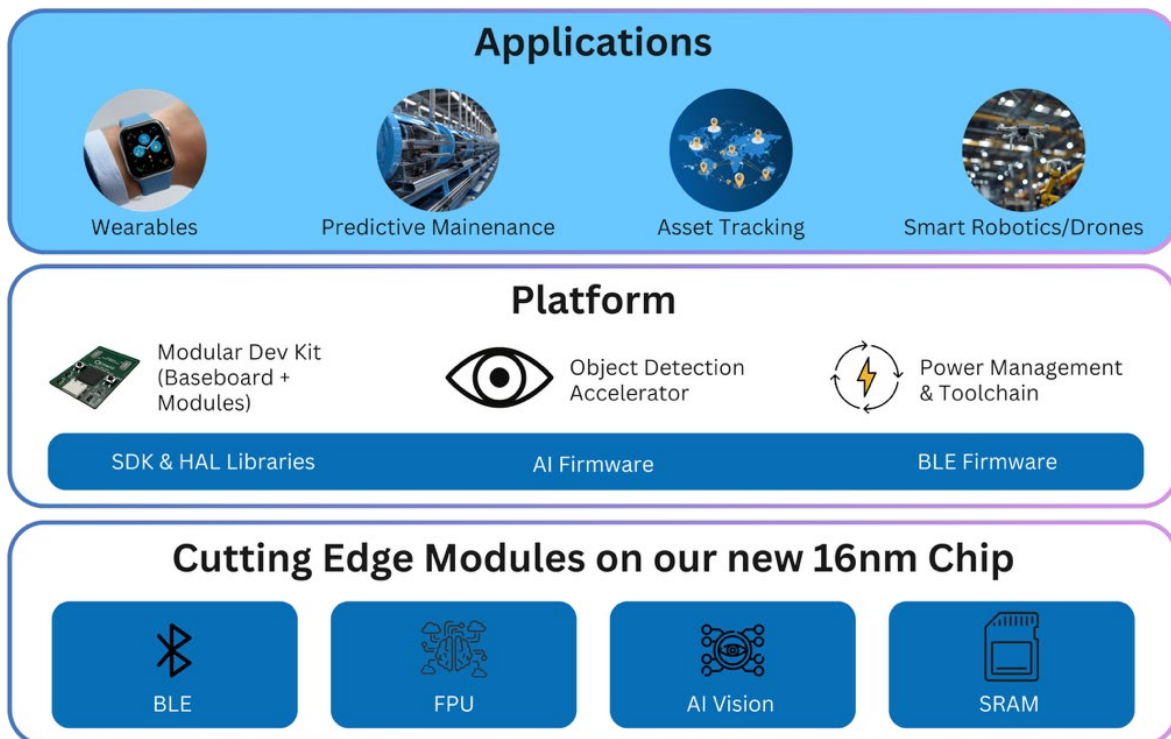 Applications
Wearables
Predictive Mainenance
Asset Tracking
Smart Robotics/Drones
Platform
Modular Dev Kit
(Baseboard +
Modules)
Object Detection
Accelerator
Power Management
& Toolchain
SDK & HAL Libraries
AI Firmware
BLE Firmware
Cutting Edge Modules on our new 16nm Chip
BLE
FPU
AI Vision
SRAM